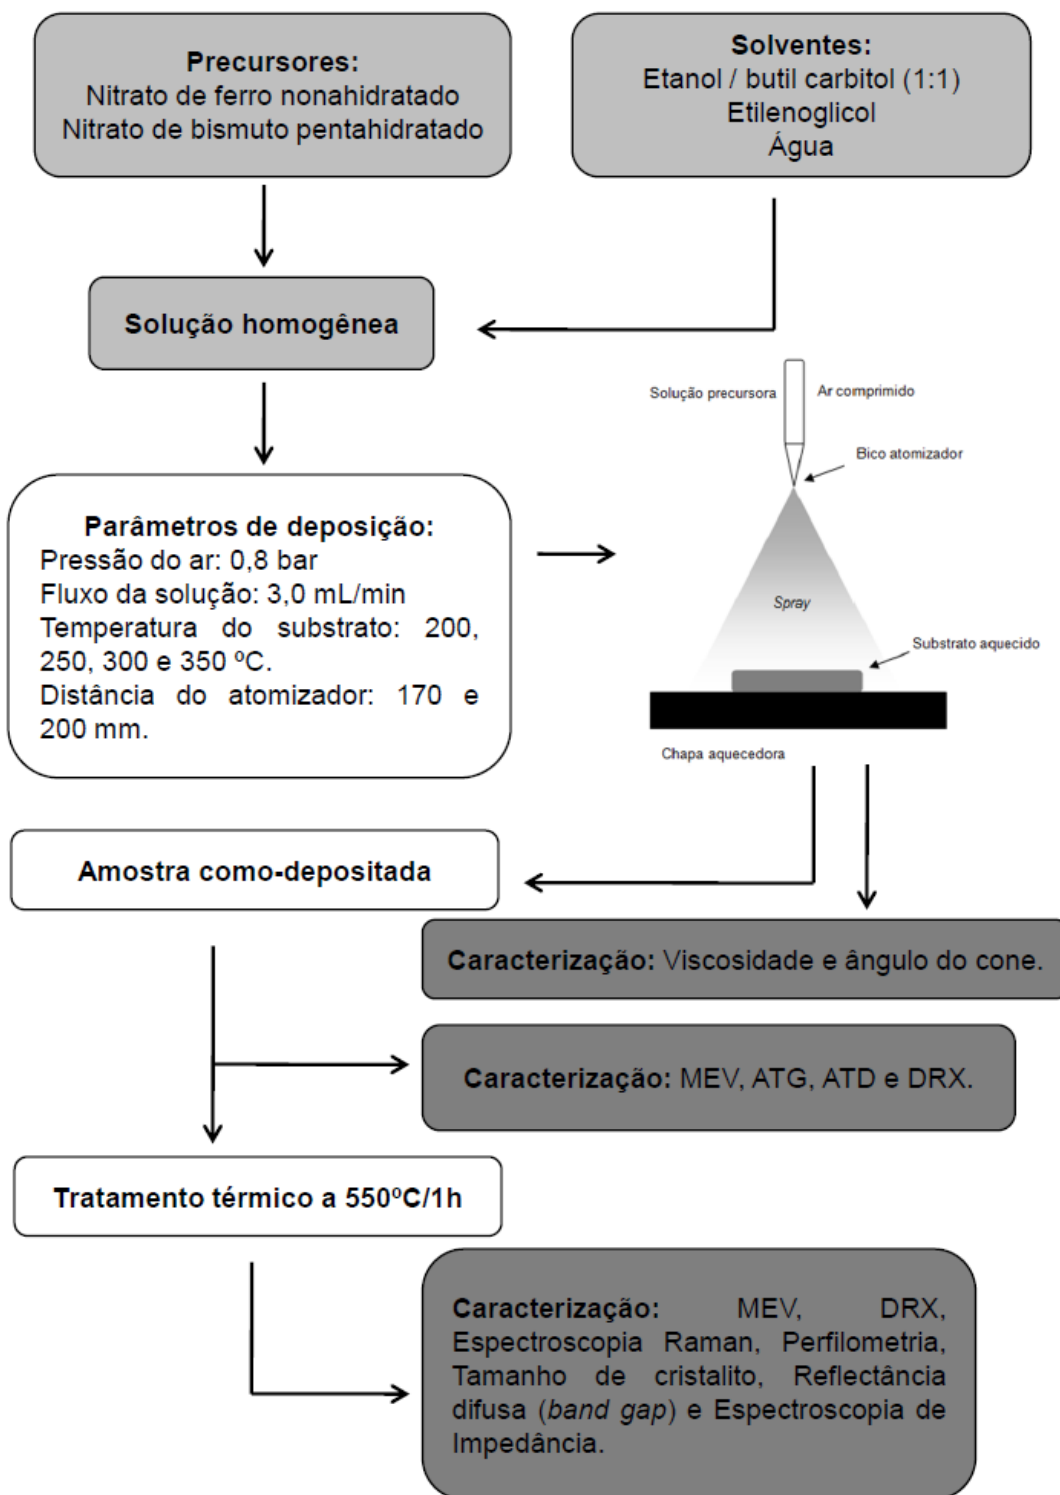 Precursores:
Nitrato de ferro nonahidratado
Nitrato de bismuto pentahidratado
Solventes:
Etanol / butil carbitol (1:1)
Etilenoglicol
Água
Solução homogênea
Solução precursora
Ar comprimido
Bico atomizador
Spray
Substrato aquecido
Chapa aquecedora
Parâmetros de deposição:
Pressão do ar: 0,8 bar
Fluxo da solução: 3,0 mL/min
Temperatura do substrato: 200,
250, 300 e 350 ºC.
Distância do atomizador: 170 e
200 mm.
Amostra como-depositada
Caracterização: Viscosidade e ângulo do cone.
Caracterização: MEV, ATG, ATD e DRX.
Tratamento térmico a 550ºC/1h
Caracterização: MEV, DRX,
Espectroscopia Raman, Perfilometria,
Tamanho de cristalito, Reflectância
difusa (band gap) e Espectroscopia de
Impedância.